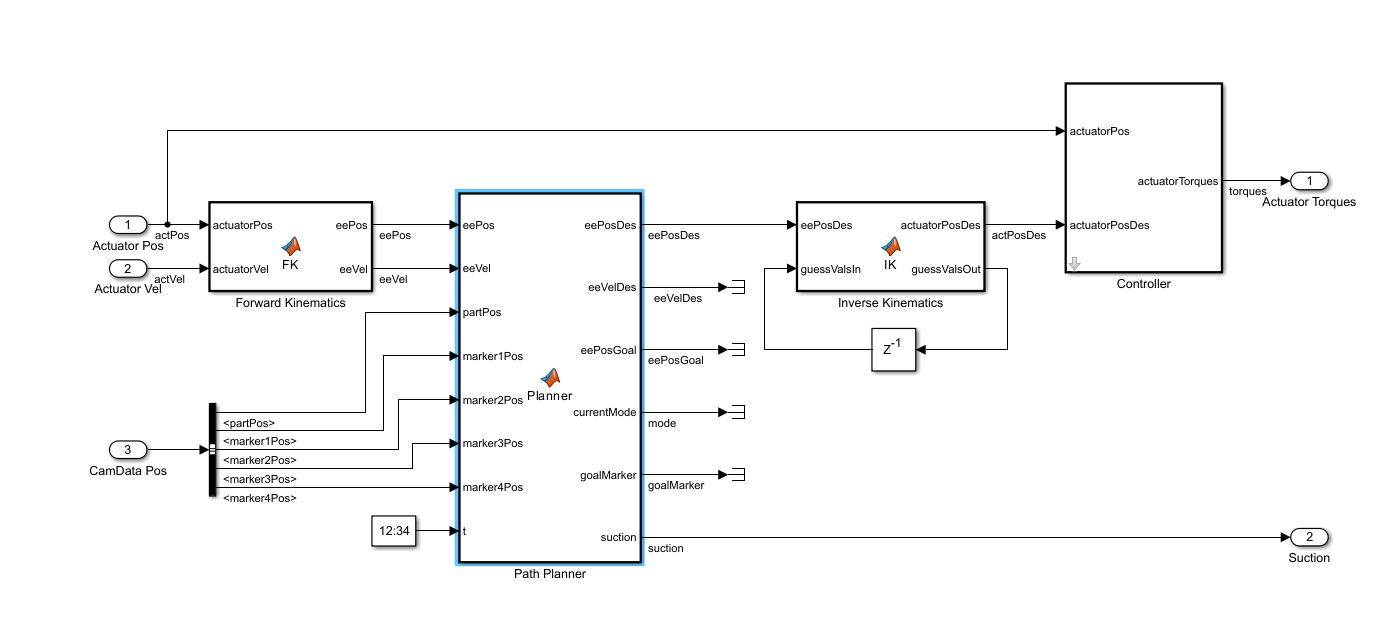 1
Actuator Pos
actPos
2
Actuator Vel
actVel
actuatorPos
actuatorVel
FK
eePos
eeVel
Forward Kinematics
eePos
eeVel
3
CamData Pos
<partPos>
<marker1Pos>
<marker2Pos>
<marker3Pos>
<marker4Pos>
12:34
eePos
eeVel
partPos
marker1Pos
marker2Pos
marker3Pos
marker4Pos
t
Planner
eePosDes
eeVelDes
eePosGoal
currentMode
goalMarker
suction
Path Planner
eePosDes
eeVelDes
eePosGoal
mode
goalMarker
suction
eePosDes
guessValsIn
IK
actuatorPosDes
guessValsOut
Inverse Kinematics
Z-1
actPosDes
actuatorPos
actuatorPosDes
actuatorTorques
Controller
torques
1
Actuator Torques
2
Suction